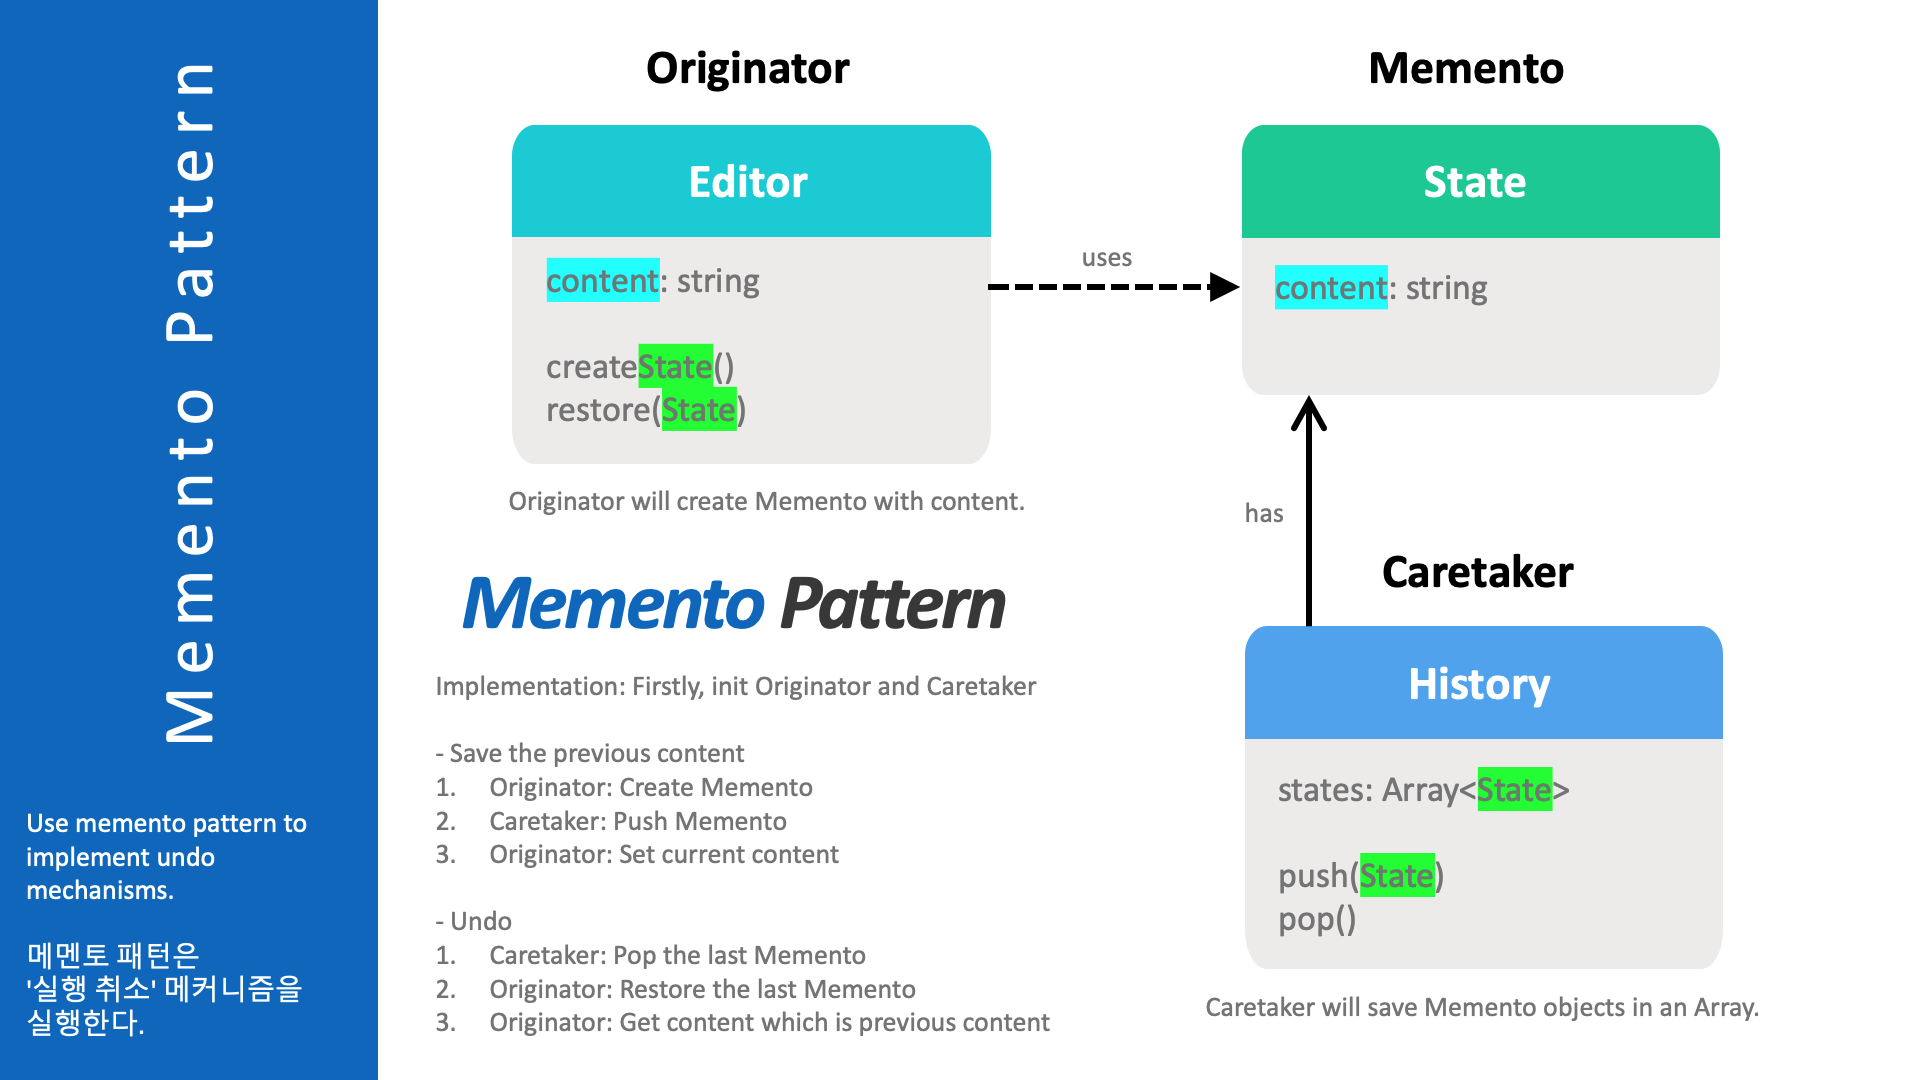 Memento Pattern
Use memento pattern to
implement undo
mechanisms.
메멘토 패턴은
'실행 취소' 메커니즘을
실행한다.
Originator
Editor
content: string
createState()
restore(State)
Originator will create Memento with content.
uses
Memento
State
content: string
has
Caretaker
History
states: Array<State>
push(State)
pop()
Caretaker will save Memento objects in an Array.
Memento Pattern
Implementation: Firstly, init Originator and Caretaker
- Save the previous content
1. Originator: Create Memento
2. Caretaker: Push Memento
3. Originator: Set current content
- Undo
1. Caretaker: Pop the last Memento
2. Originator: Restore the last Memento
3. Originator: Get content which is previous content